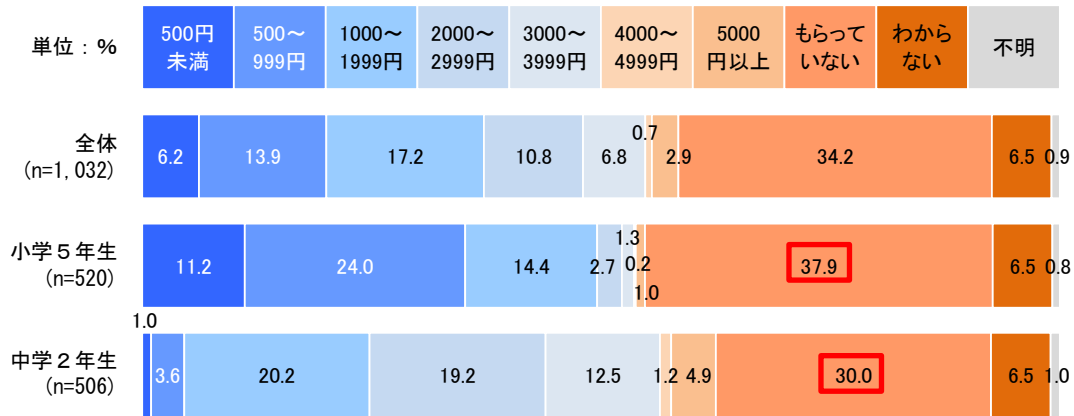 単位：%
500円
未満
500～
999円
1000～
1999円
2000～
2999円
3000～
3999円
4000～
4999円
5000
円以上
もらって
いない
わから
ない
不明
全体
(n=1,032)
6.2 13.9 17.2 10.8 6.8 0.7 2.9 34.2 6.5 0.9
小学５年生
(n=520)
11.2 24.0 14.4 2.7 1.3 0.2 1.0 37.9 6.5 0.8
中学２年生
(n=506)
1.0 3.6 20.2 19.2 12.5 1.2 4.9 30.0 6.5 1.0